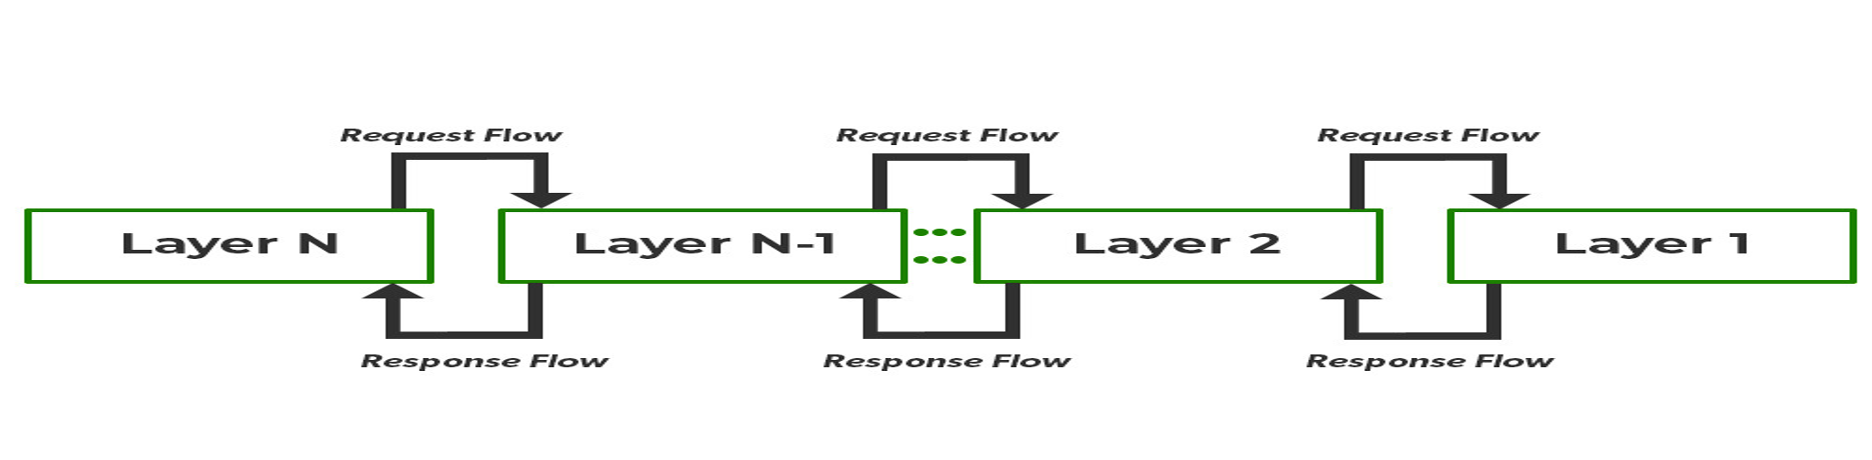 Request Flow
Request Flow
Request Flow
Layer N
Layer N-1
Layer 2
Layer 1
Response Flow
Response Flow
Response Flow